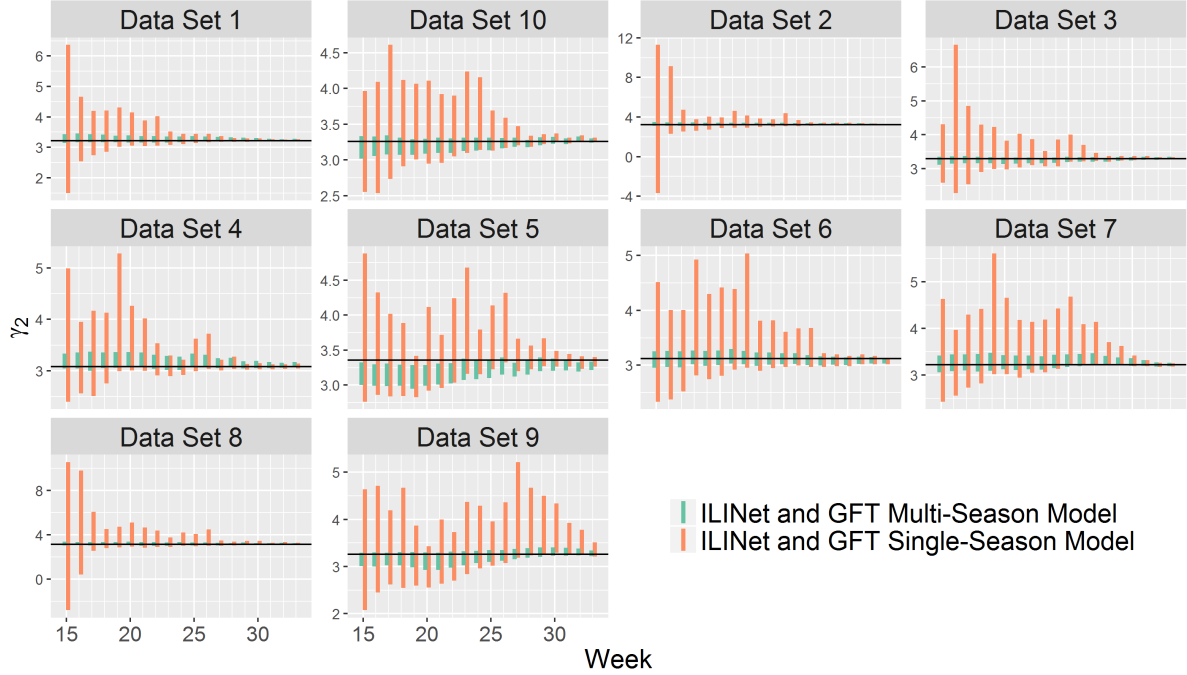 Data Set 1
Data Set 10
Data Set 2
Data Set 3
6
5
4
3
2
4.5
4.0
3.5
3.0
2.5
12
8
4
0
-4
6
5
4
3
Data Set 4
Data Set 5
Data Set 6
Data Set 7
5
4
3
4.5
4.0
3.5
3.0
5
4
3
5
4
3
γ2
Data Set 8
Data Set 9
8
4
0
5
4
3
2
15 20 25 30
15 20 25 30
ILINet and GFT Multi-Season Model
ILINet and GFT Single-Season Model
Week